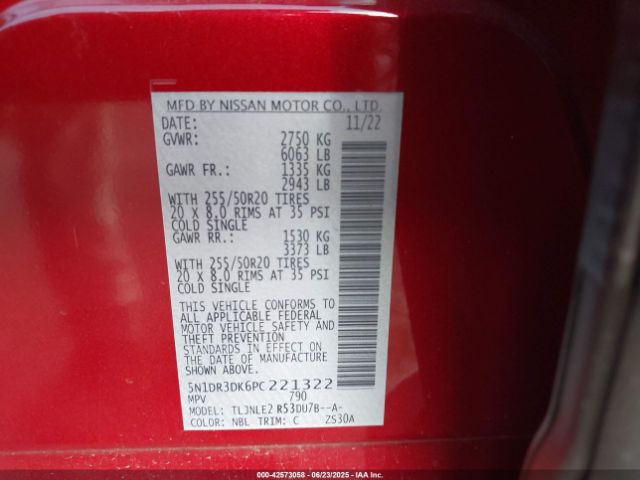 MFD BY NISSAN MOTOR CO., LTD.
DATE: 11/22
GVWR: 2750 KG
6063 LB
GAWR FR.: 1335 KG
2943 LB
WITH 255/50R20 TIRES
20 X 8.0 RIMS AT 35 PSI
COLD SINGLE
GAWR RR.: 1530 KG
3373 LB
WITH 255/50R20 TIRES
20 X 8.0 RIMS AT 35 PSI
COLD SINGLE
THIS VEHICLE CONFORMS TO
ALL APPLICABLE FEDERAL
MOTOR VEHICLE SAFETY AND
THEFT PREVENTION
STANDARDS IN EFFECT ON
THE DATE OF MANUFACTURE
SHOWN ABOVE.
5N1DR3DK6PC221322
MPV 790
MODEL: TLJNLE2 R53DU7B--A-
COLOR: NBL TRIM: C ZS30A
000-42573058 - 06/23/2025 - IAAI.com